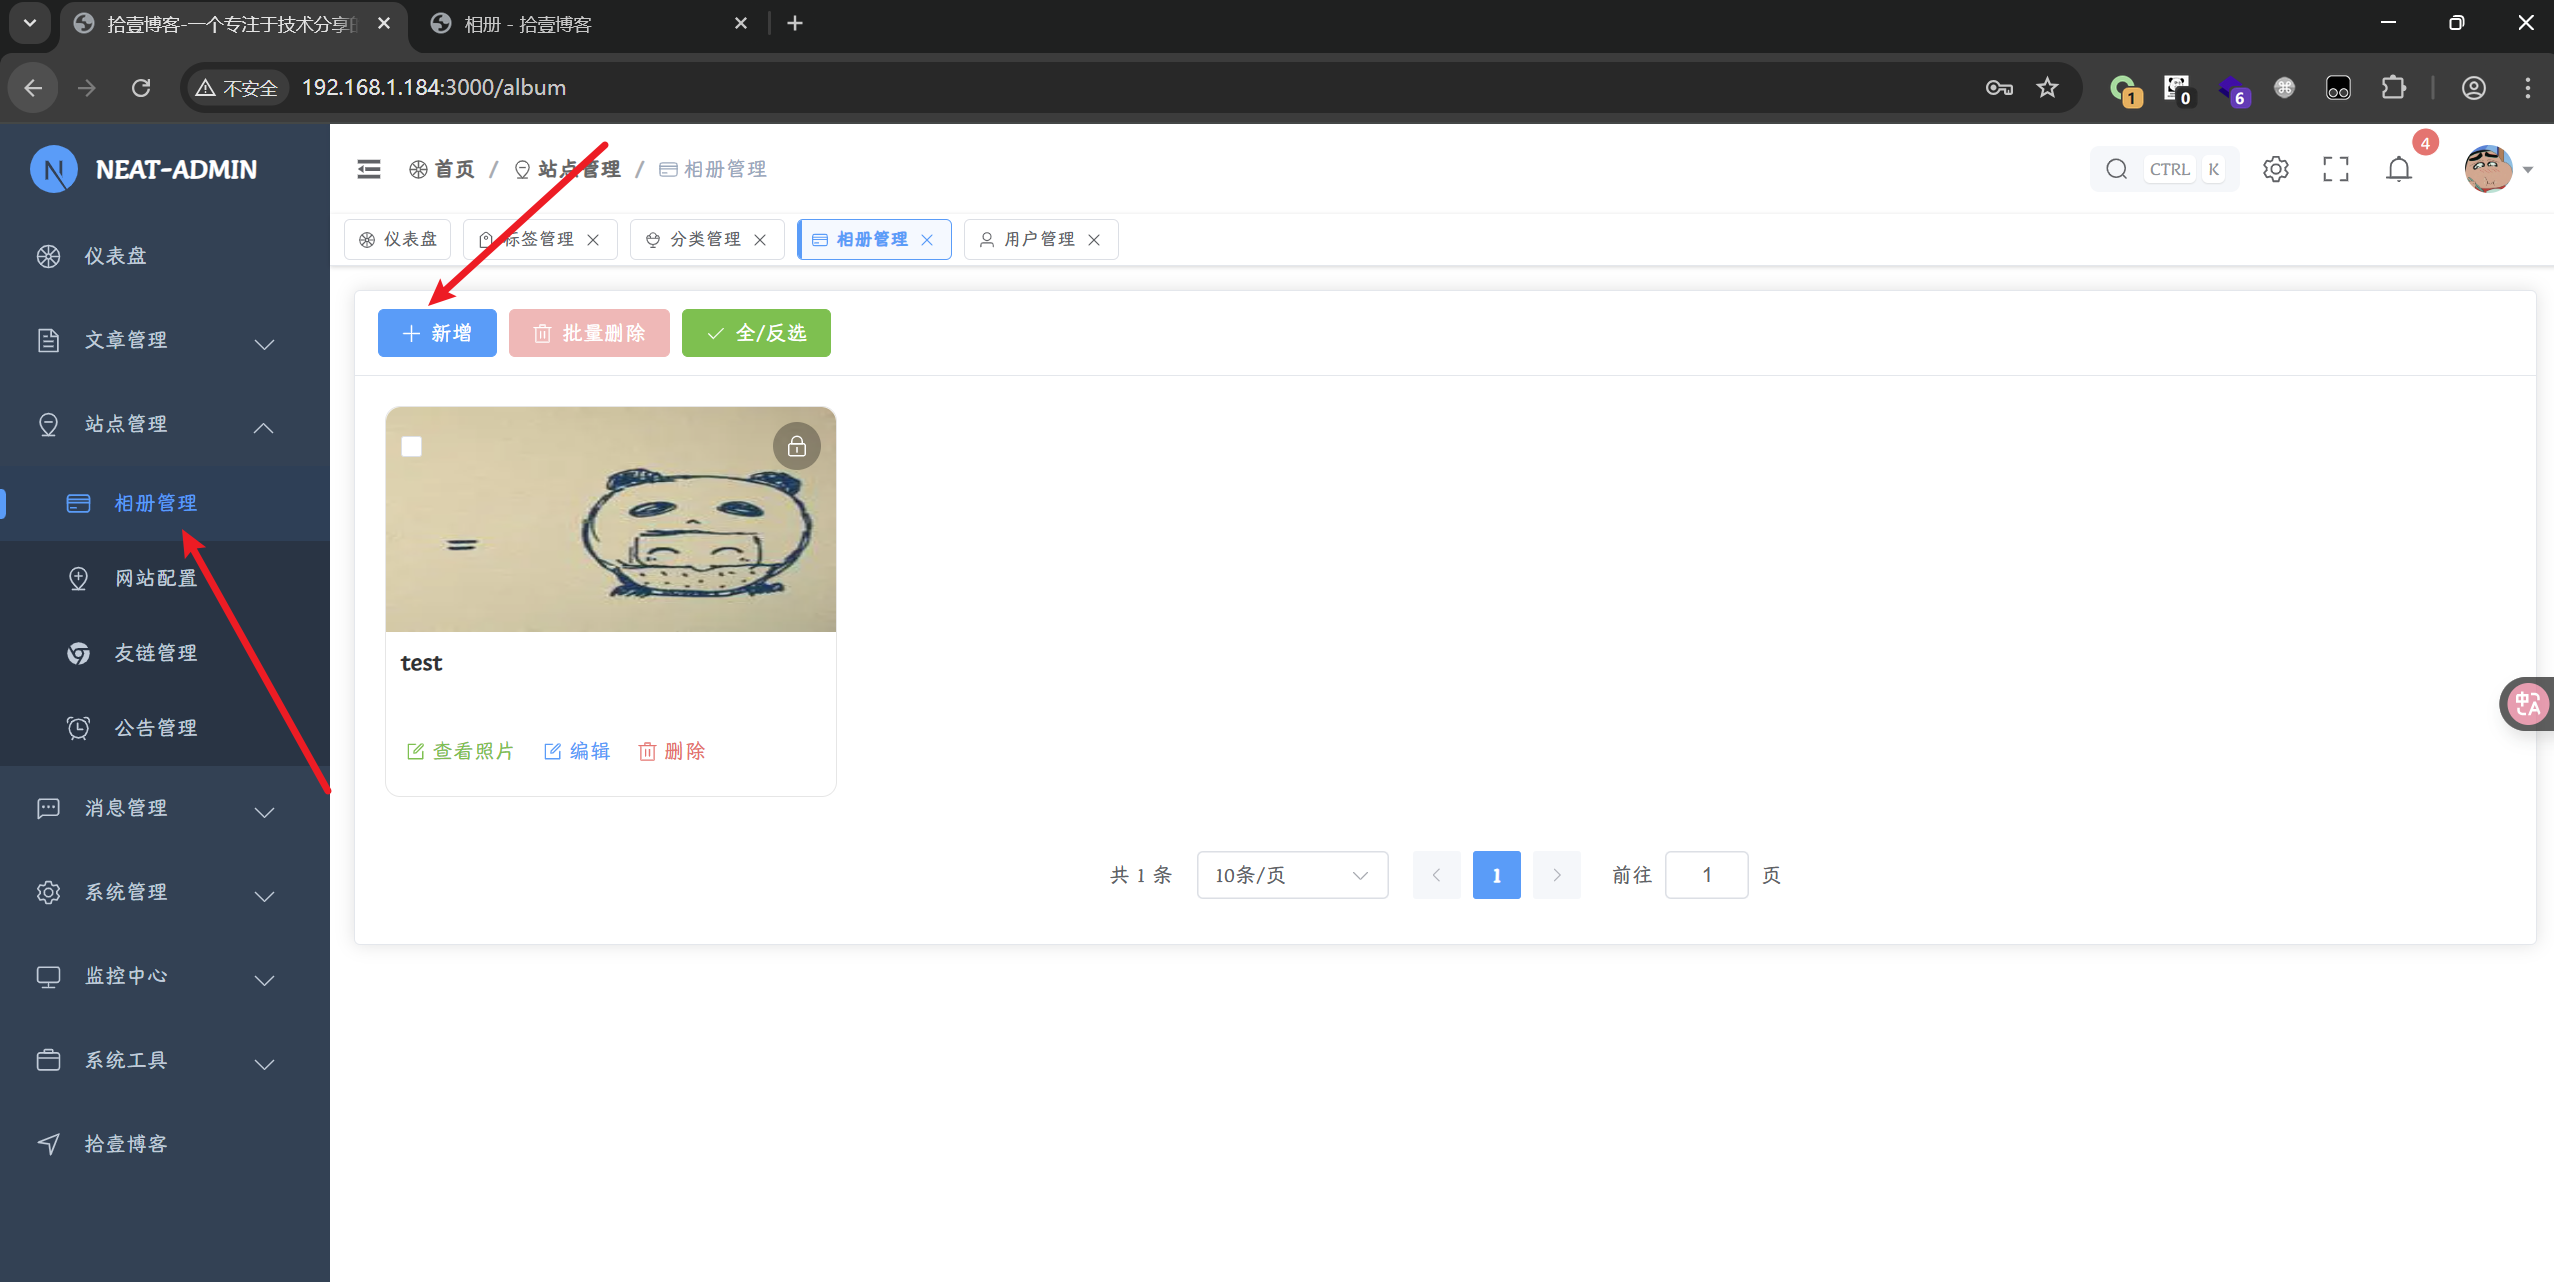 拾壹博客-一个专注于技术分享的
相册 - 拾壹博客
不安全
192.168.1.184:3000/album
1
0
6
NEAT-ADMIN
首页 / 站点管理 / 相册管理
CTRL K
4
仪表盘
标签管理
分类管理
相册管理
用户管理
仪表盘
文章管理
站点管理
相册管理
网站配置
友链管理
公告管理
消息管理
系统管理
监控中心
系统工具
拾壹博客
新增
批量删除
全/反选
test
查看照片
编辑
删除
共 1 条
10条/页
1
前往 1 页
中A